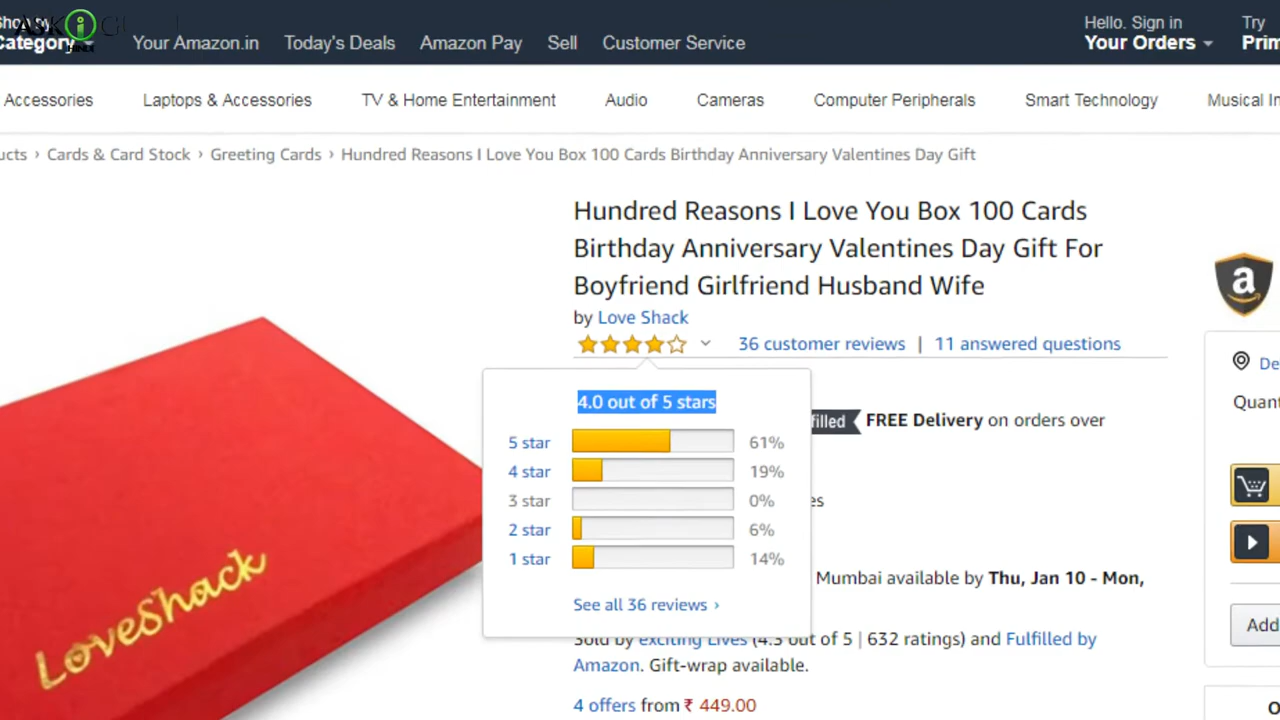 Shop by
Category
HINDI
Your Amazon.in
Today's Deals
Amazon Pay
Sell
Customer Service
Hello. Sign in
Your Orders
Try
Accessories
Laptops & Accessories
TV & Home Entertainment
Audio
Cameras
Computer Peripherals
Smart Technology
Musical
Cards & Card Stock › Greeting Cards › Hundred Reasons I Love You Box 100 Cards Birthday Anniversary Valentines Day Gift
Hundred Reasons I Love You Box 100 Cards
Birthday Anniversary Valentines Day Gift For
Boyfriend Girlfriend Husband Wife
by Love Shack
36 customer reviews | 11 answered questions
4.0 out of 5 stars
5 star 61%
4 star 19%
3 star 0%
2 star 6%
1 star 14%
See all 36 reviews ›
FREE Delivery on orders over
Mumbai available by Thu, Jan 10 - Mon,
Sold by exciting Lives (4.3 out of 5 | 632 ratings) and Fulfilled by
Amazon. Gift-wrap available.
4 offers from ₹ 449.00
LoveShack
a
Add